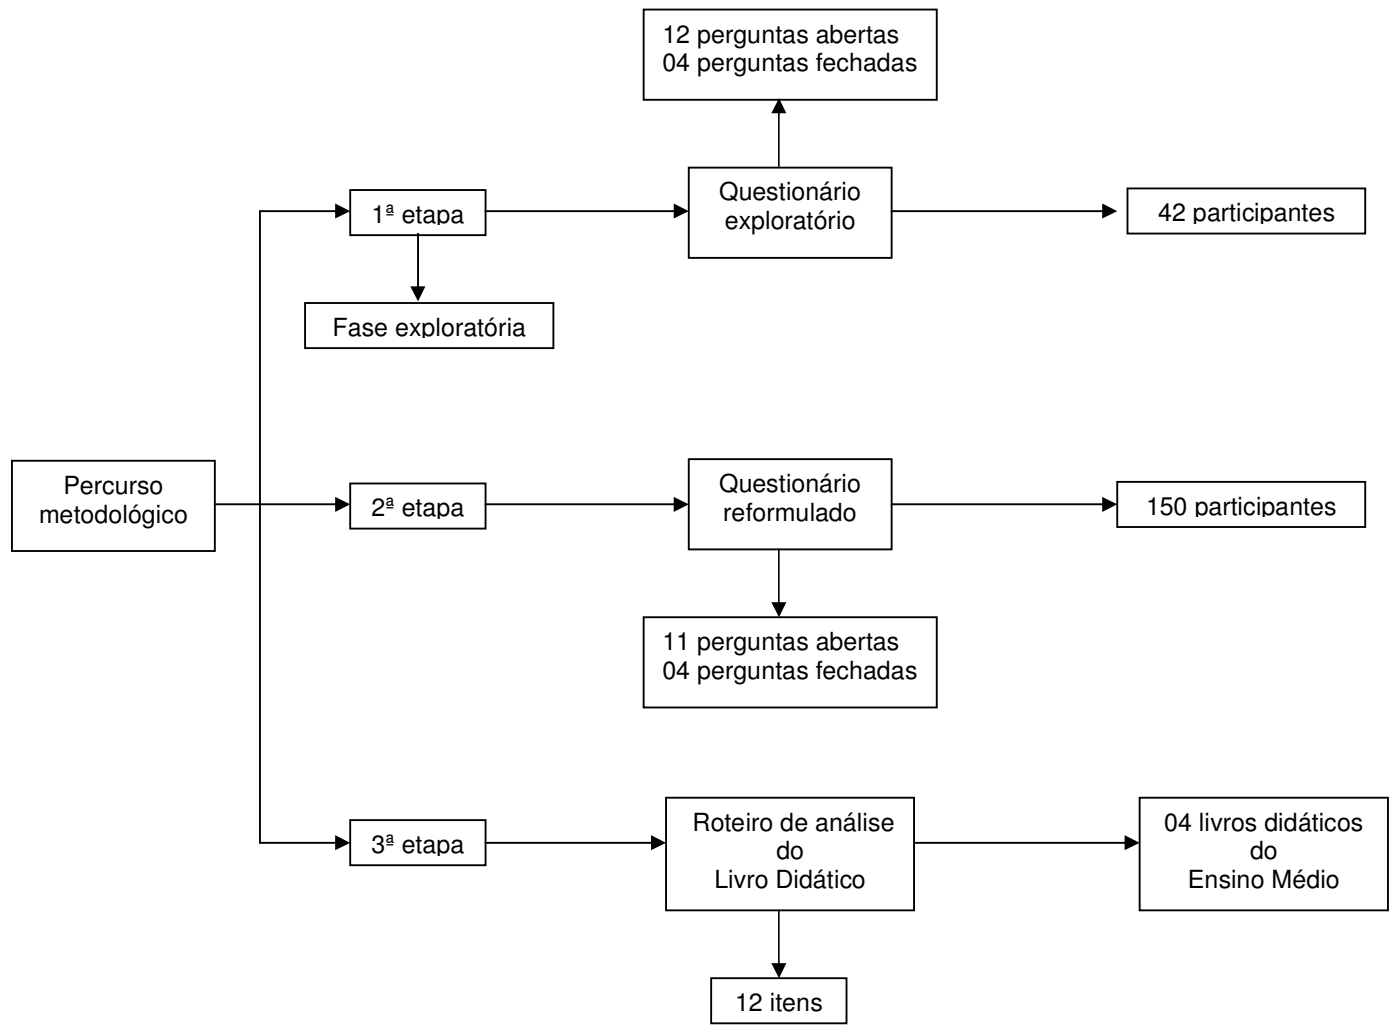 12 perguntas abertas
04 perguntas fechadas
1ª etapa
Questionário
exploratório
42 participantes
Fase exploratória
Percurso
metodológico
2ª etapa
Questionário
reformulado
150 participantes
11 perguntas abertas
04 perguntas fechadas
3ª etapa
Roteiro de análise
do
Livro Didático
04 livros didáticos
do
Ensino Médio
12 itens